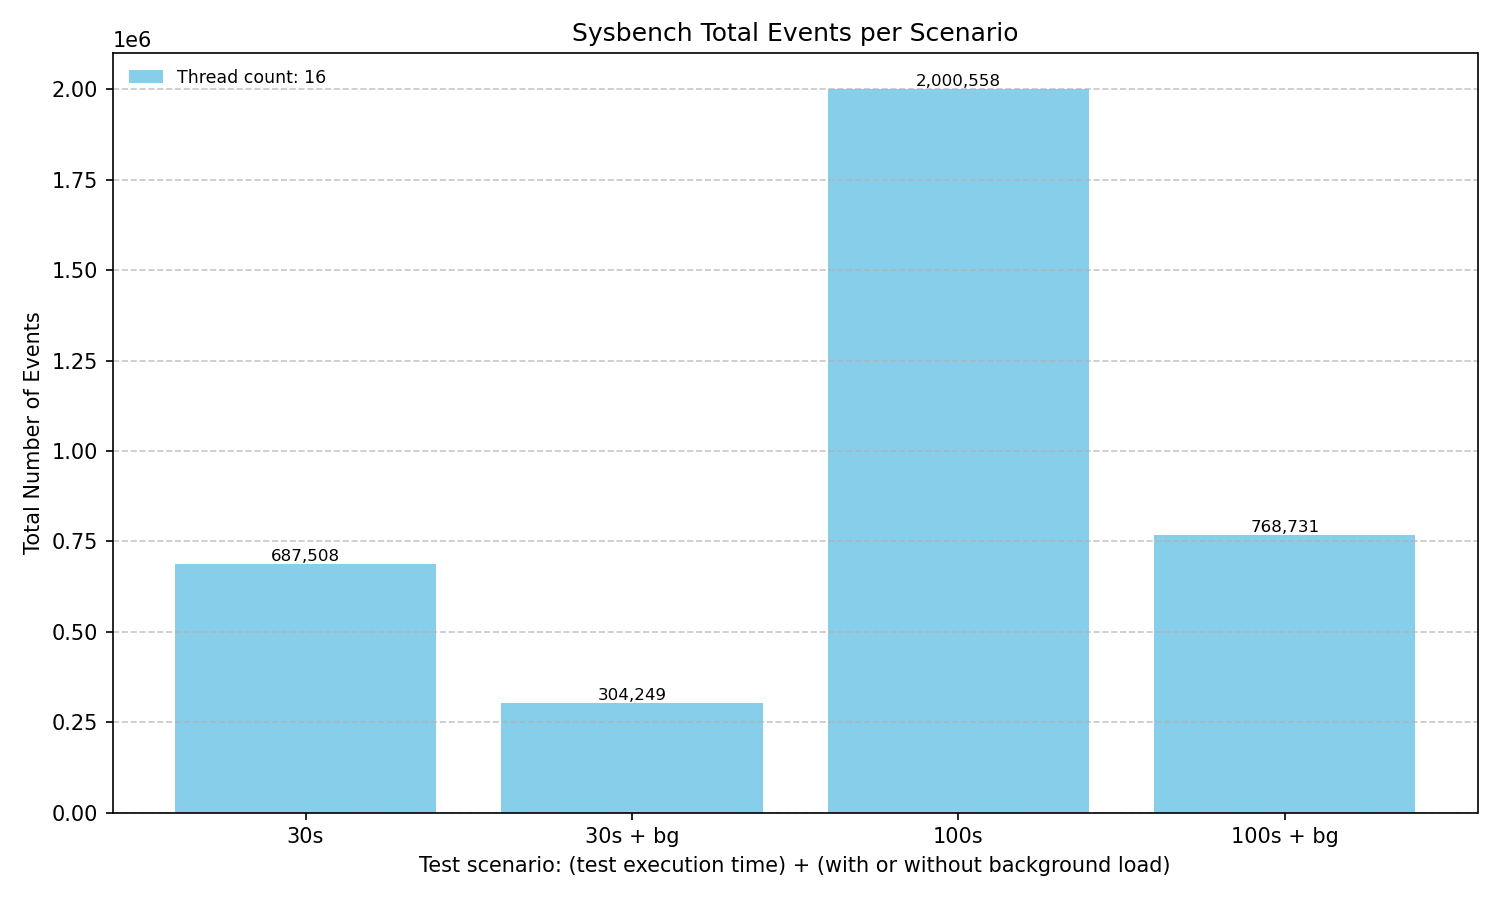 Sysbench Total Events per Scenario
1e6
Thread count: 16
2.00
1.75
1.50
1.25
1.00
0.75
0.50
0.25
0.00
Total Number of Events
687,508
304,249
2,000,558
768,731
30s
30s + bg
100s
100s + bg
Test scenario: (test execution time) + (with or without background load)